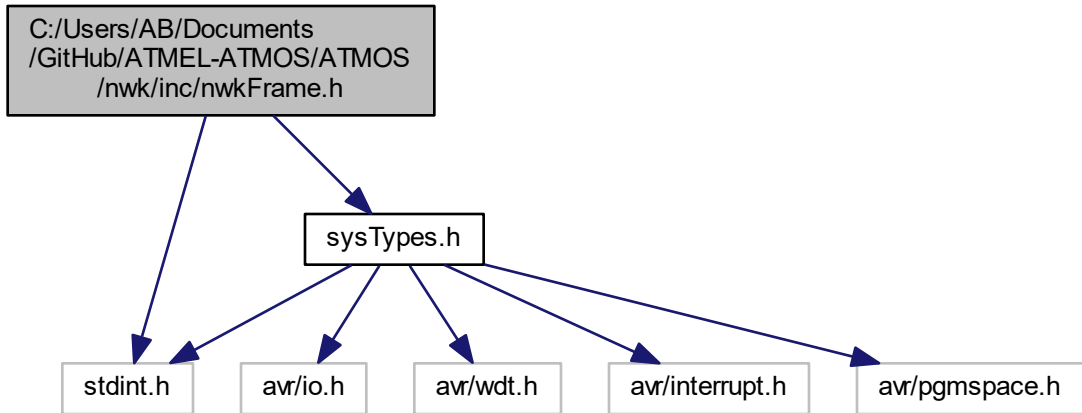 C:/Users/AB/Documents
/GitHub/ATMEL-ATMOS/ATMOS
/nwk/inc/nwkFrame.h
sysTypes.h
stdint.h
avr/io.h
avr/wdt.h
avr/interrupt.h
avr/pgmspace.h